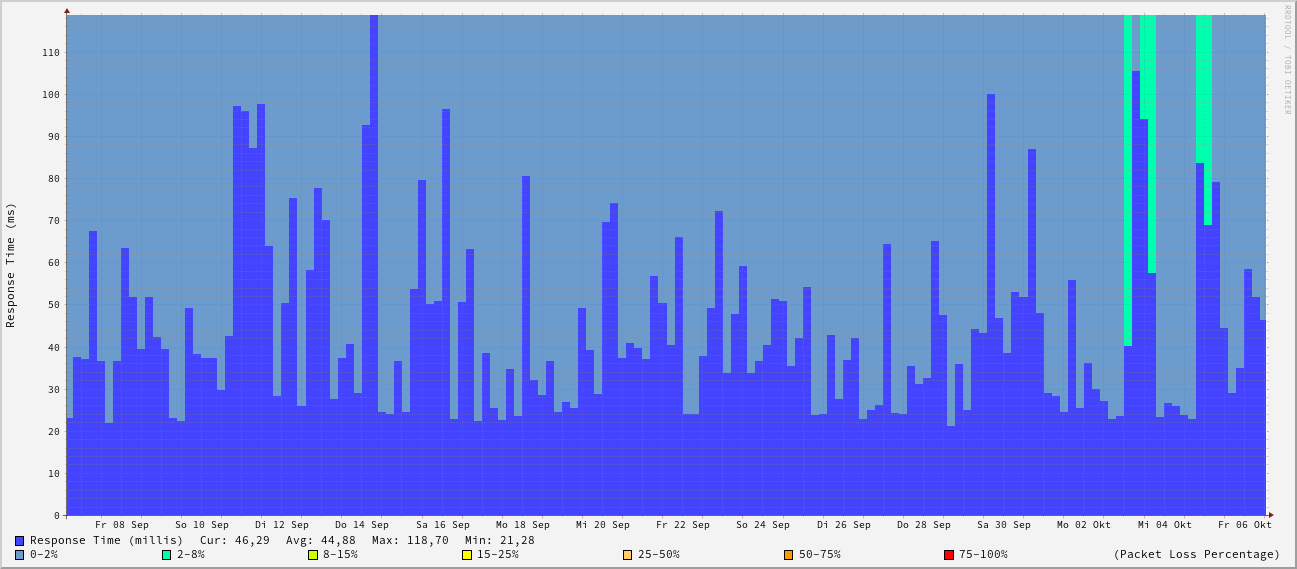 RRDTOOL / TOBI OETIKER
Response Time (ms)
110
100
90
80
70
60
50
40
30
20
10
0
Fr 08 Sep So 10 Sep Di 12 Sep Do 14 Sep Sa 16 Sep Mo 18 Sep Mi 20 Sep Fr 22 Sep So 24 Sep Di 26 Sep Do 28 Sep Sa 30 Sep Mo 02 Okt Mi 04 Okt Fr 06 Okt
Response Time (millis) Cur: 46,29 Avg: 44,88 Max: 118,70 Min: 21,28
0-2% 2-8% 8-15% 15-25% 25-50% 50-75% 75-100% (Packet Loss Percentage)